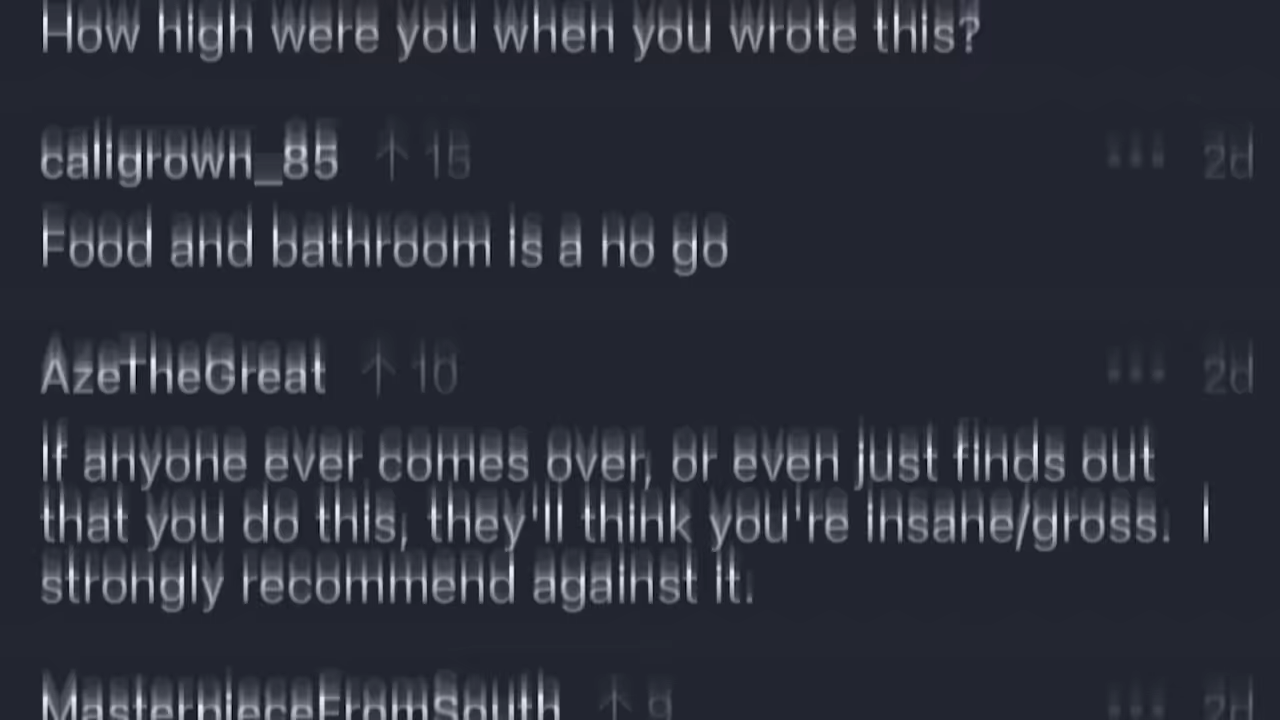 How high were you when you wrote this?
caligrown_85 ↑ 15 ... 2d
Food and bathroom is a no go
AzeTheGreat ↑ 10 ... 2d
If anyone ever comes over, or even just finds out
that you do this, they'll think you're insane/gross. I
strongly recommend against it.
MasterpieceFromSouth ↑ 9 ... 2d